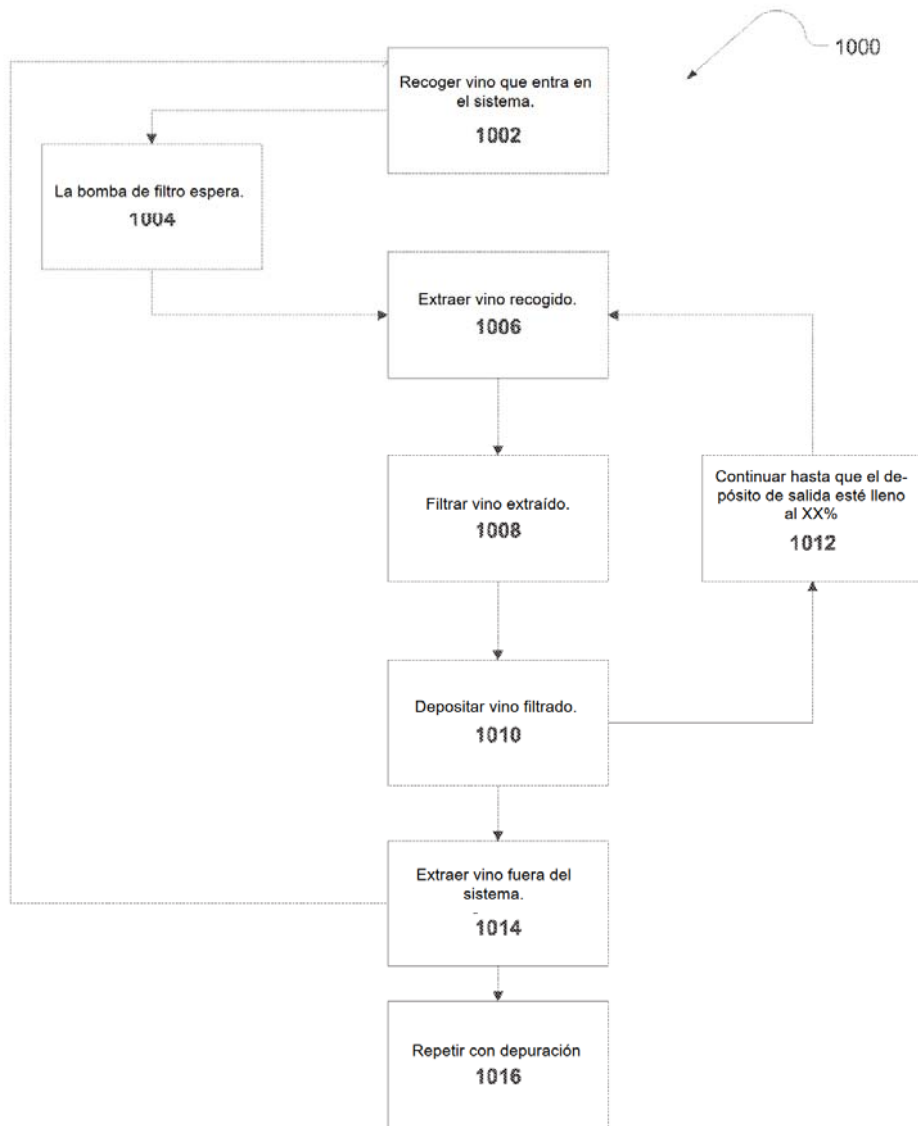 1000
Recoger vino que entra en
el sistema.
1002
La bomba de filtro espera.
1004
Extraer vino recogido.
1006
Filtrar vino extraído.
1008
Continuar hasta que el de-
pósito de salida esté lleno
al XX%
1012
Depositar vino filtrado.
1010
Extraer vino fuera del
sistema.
1014
Repetir con depuración
1016